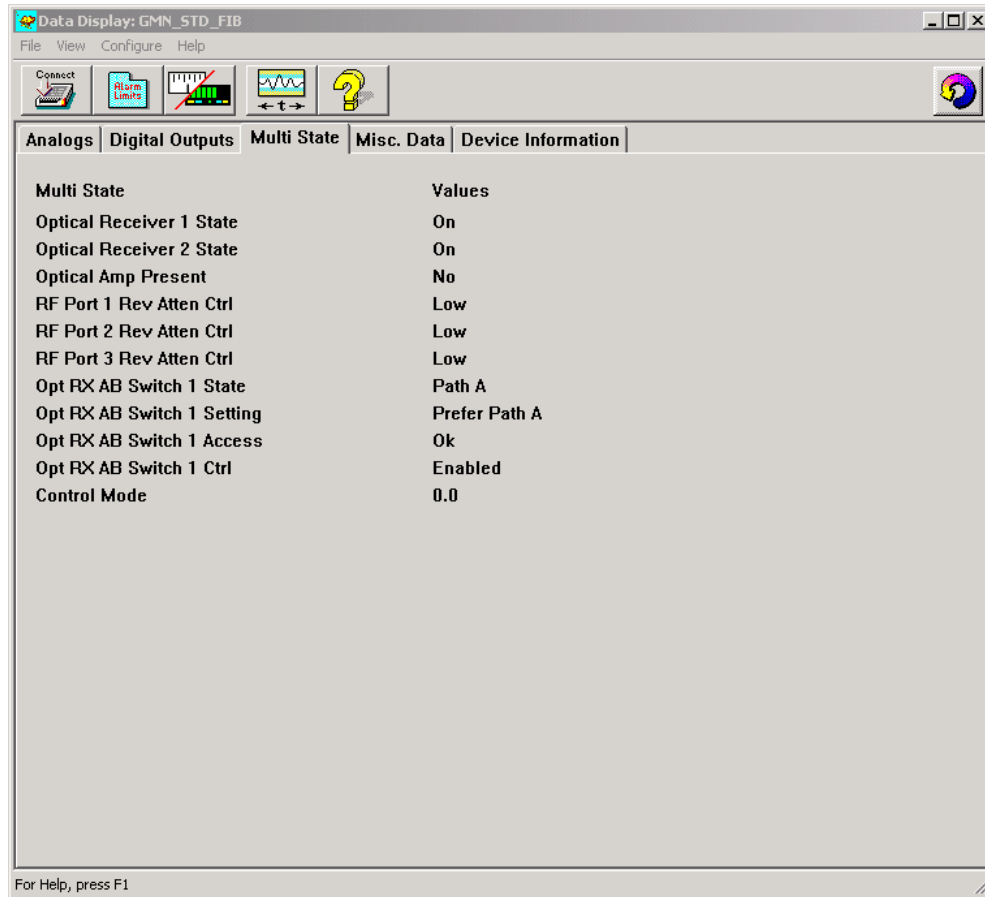 Data Display: GMN_STD_FIB
File View Configure Help
Connect
Alarm Limits
t
Analogs Digital Outputs Multi State Misc. Data Device Information
Multi State Values
Optical Receiver 1 State On
Optical Receiver 2 State On
Optical Amp Present No
RF Port 1 Rev Atten Ctrl Low
RF Port 2 Rev Atten Ctrl Low
RF Port 3 Rev Atten Ctrl Low
Opt RX AB Switch 1 State Path A
Opt RX AB Switch 1 Setting Prefer Path A
Opt RX AB Switch 1 Access Ok
Opt RX AB Switch 1 Ctrl Enabled
Control Mode 0.0
For Help, press F1